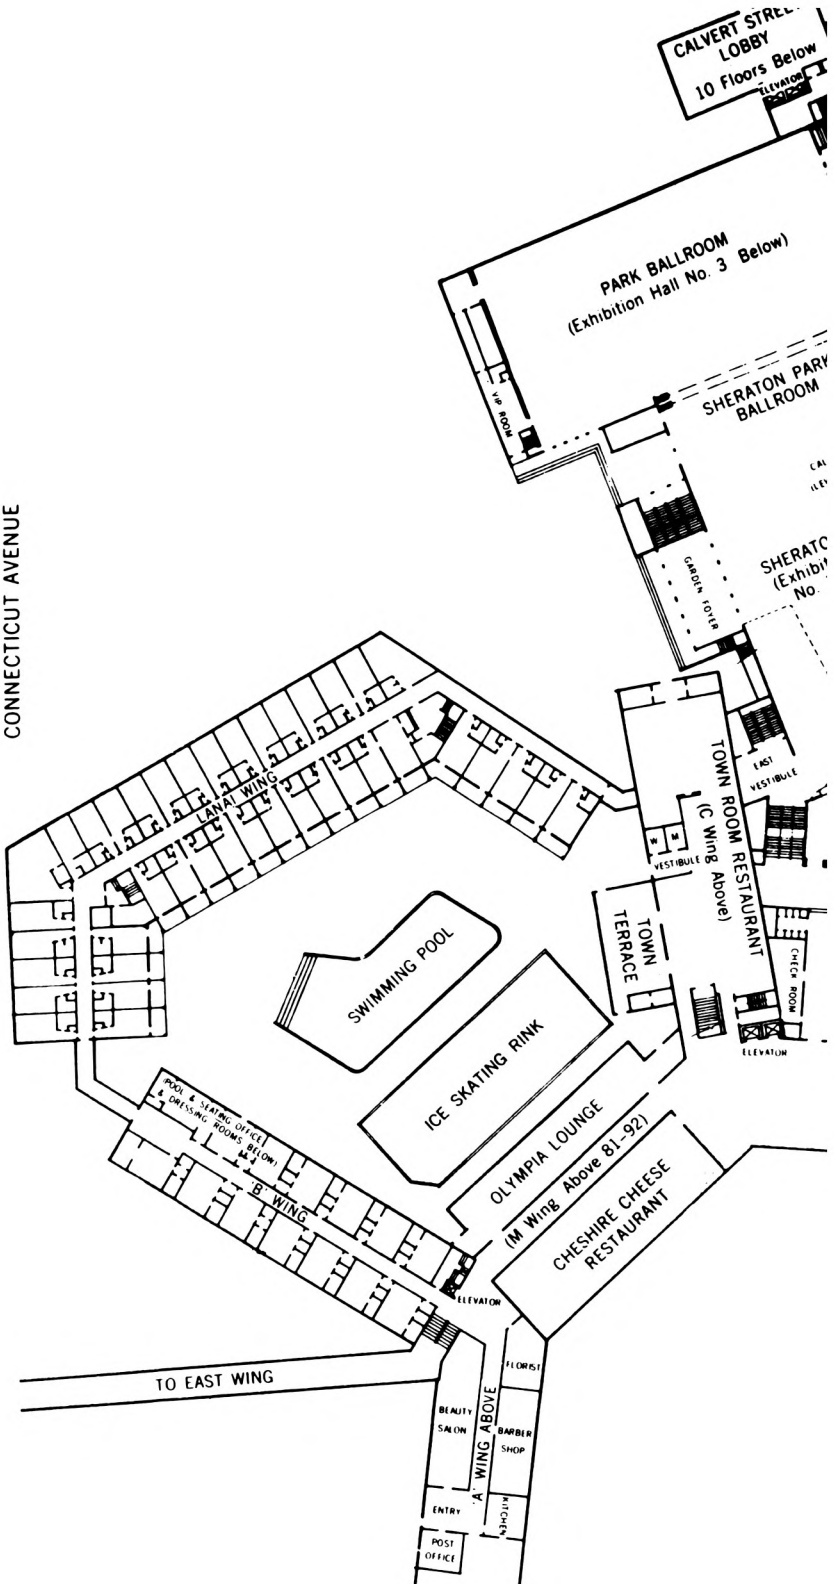 CALVERT STREET
LOBBY
10 Floors Below
ELEVATOR
PARK BALLROOM
(Exhibition Hall No. 3 Below)
SHERATON PARK
BALLROOM
VIP ROOM
CAL
SHERATO
(Exhibit
No.
GARDEN FOYER
CONNECTICUT AVENUE
EAST
VESTIBULE
TOWN ROOM RESTAURANT
(C Wing Above)
LANAI WING
W M
VESTIBULE
TOWN
TERRACE
CHECK ROOM
SWIMMING POOL
ICE SKATING RINK
ELEVATOR
(POOL & SEATING OFFICE
& DRESSING ROOMS BELOW)
'B' WING
OLYMPIA LOUNGE
(M Wing Above 81-92)
CHESHIRE CHEESE
RESTAURANT
ELEVATOR
TO EAST WING
FLORIST
BEAUTY
SALON
'A' WING ABOVE
BARBER
SHOP
ENTRY
KITCHEN
POST
OFFICE